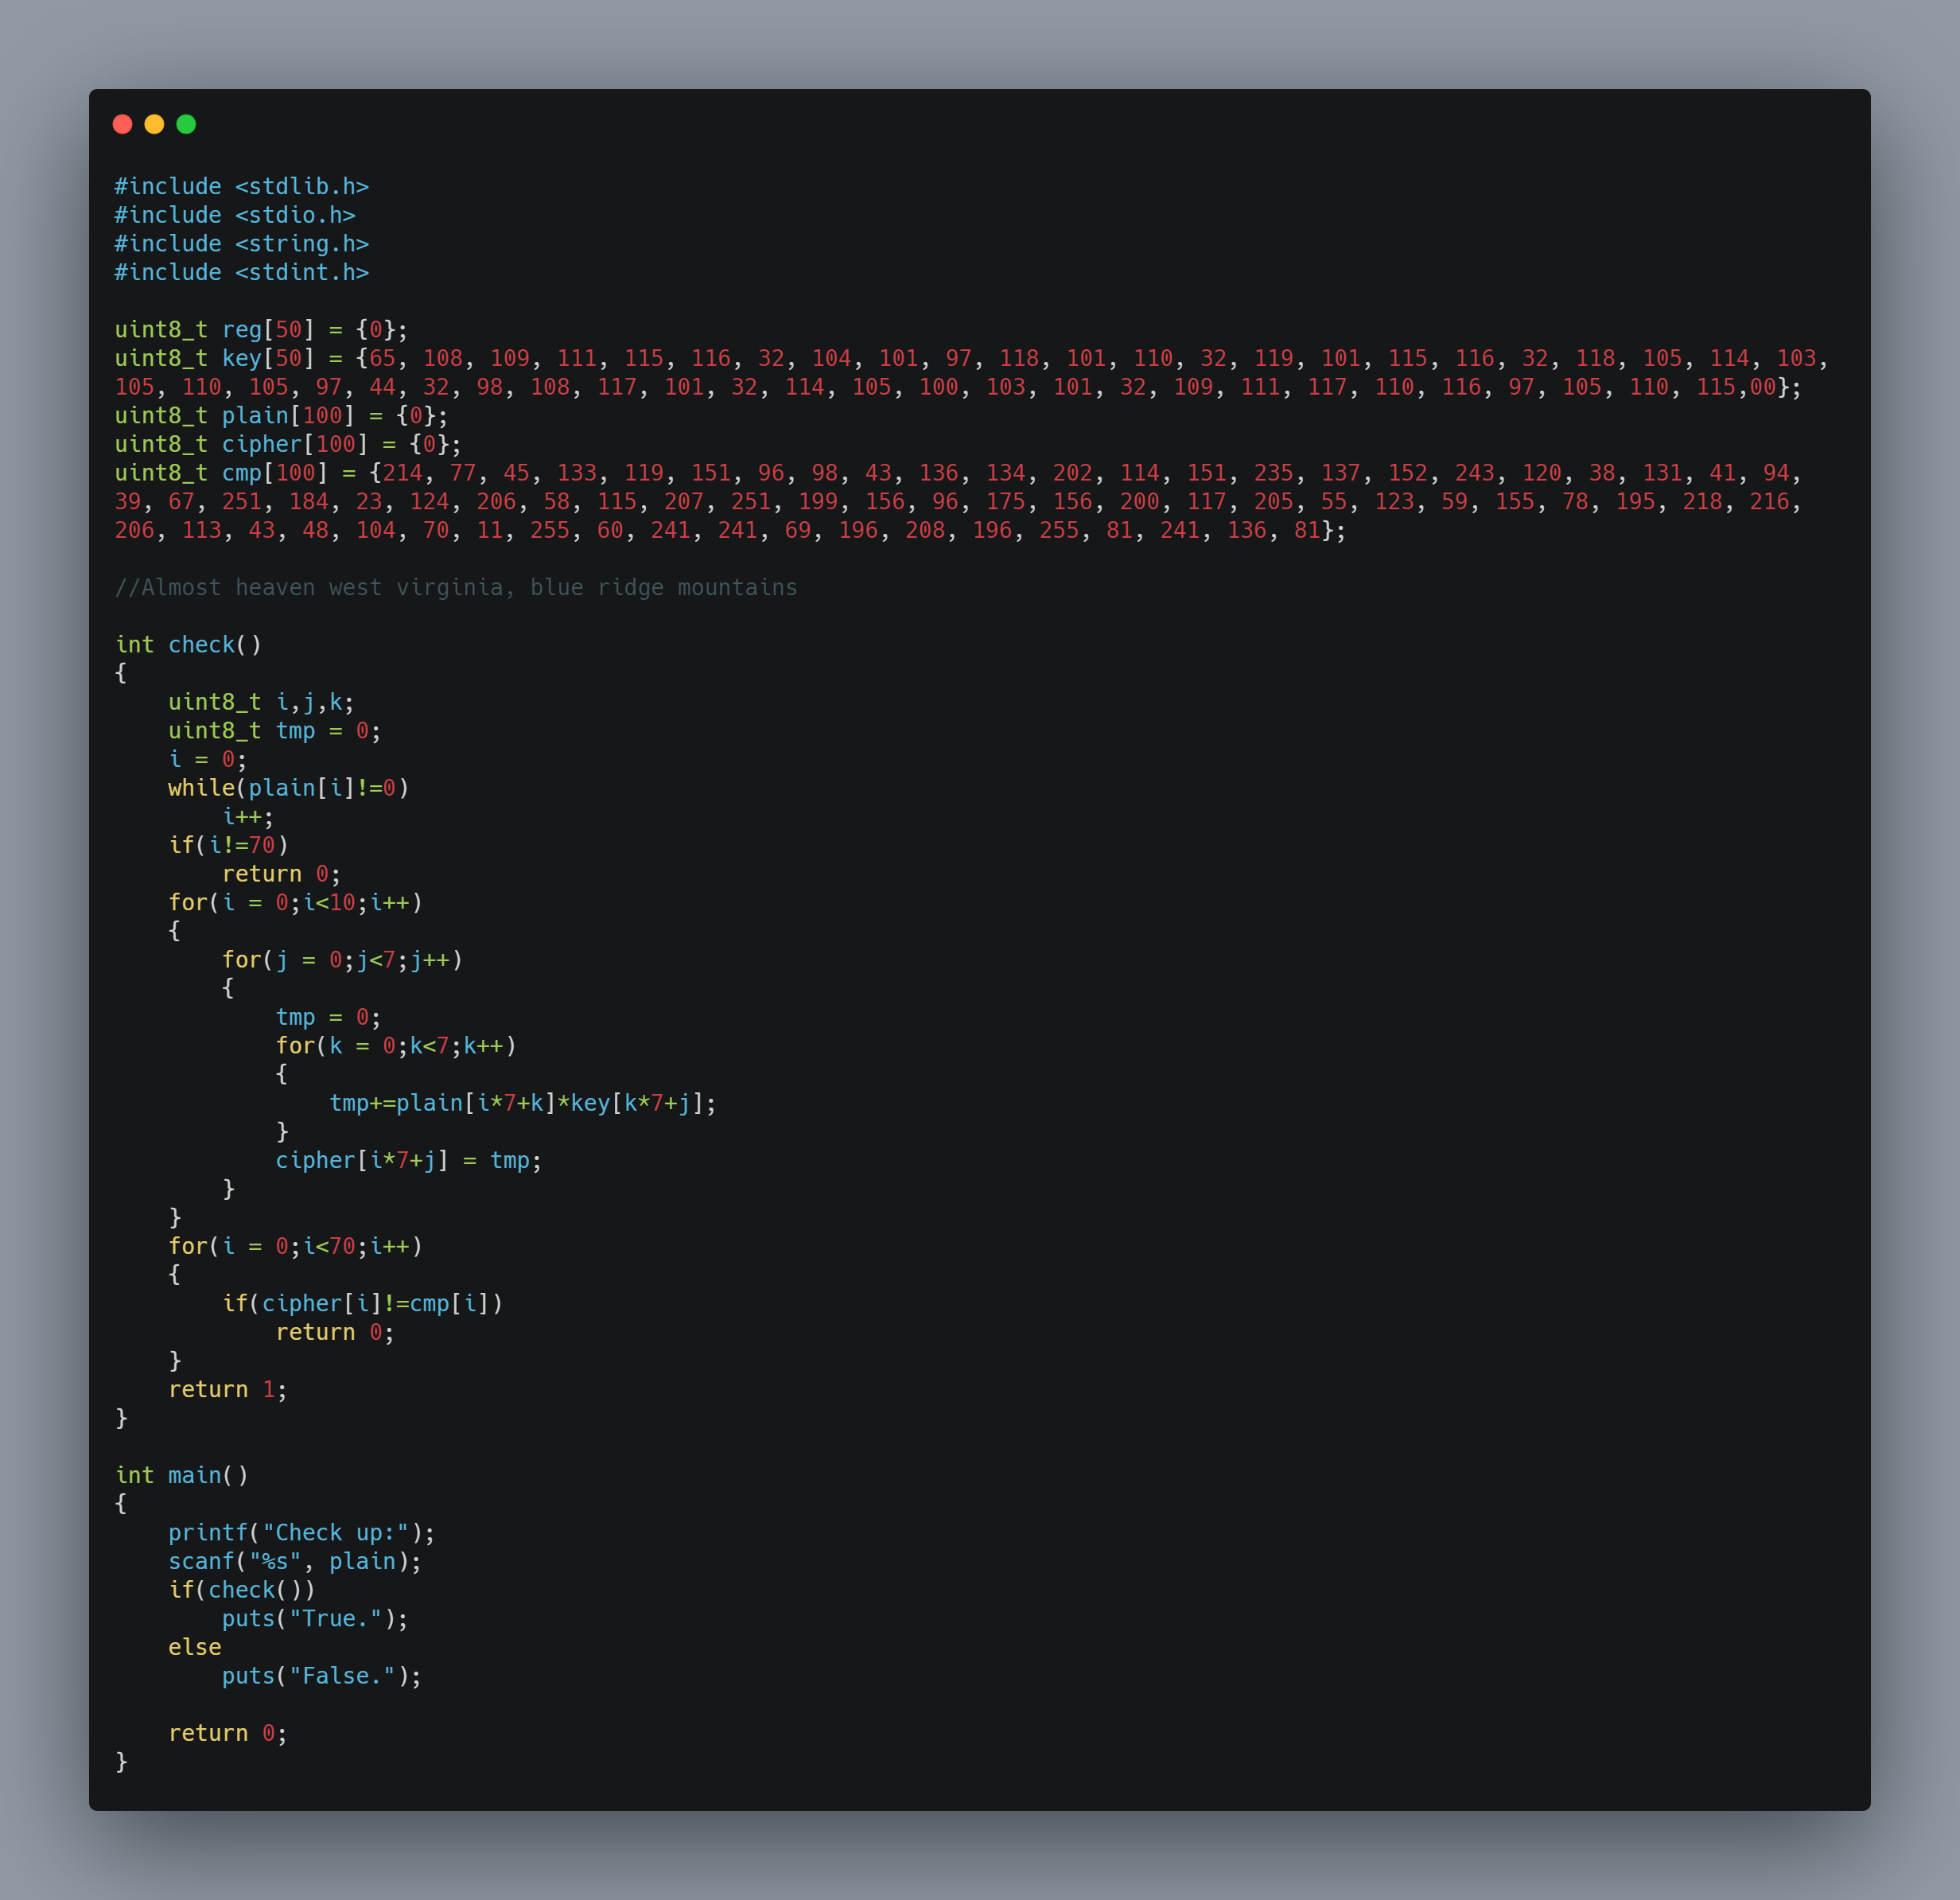 #include <stdlib.h>
#include <stdio.h>
#include <string.h>
#include <stdint.h>

uint8_t reg[50] = {0};
uint8_t key[50] = {65, 108, 109, 111, 115, 116, 32, 104, 101, 97, 118, 101, 110, 32, 119, 101, 115, 116, 32, 118, 105, 114, 103,
105, 110, 105, 97, 44, 32, 98, 108, 117, 101, 32, 114, 105, 100, 103, 101, 32, 109, 111, 117, 110, 116, 97, 105, 110, 115,00};
uint8_t plain[100] = {0};
uint8_t cipher[100] = {0};
uint8_t cmp[100] = {214, 77, 45, 133, 119, 151, 96, 98, 43, 136, 134, 202, 114, 151, 235, 137, 152, 243, 120, 38, 131, 41, 94,
39, 67, 251, 184, 23, 124, 206, 58, 115, 207, 251, 199, 156, 96, 175, 156, 200, 117, 205, 55, 123, 59, 155, 78, 195, 218, 216,
206, 113, 43, 48, 104, 70, 11, 255, 60, 241, 241, 69, 196, 208, 196, 255, 81, 241, 136, 81};

//Almost heaven west virginia, blue ridge mountains

int check()
{
    uint8_t i,j,k;
    uint8_t tmp = 0;
    i = 0;
    while(plain[i]!=0)
        i++;
    if(i!=70)
        return 0;
    for(i = 0;i<10;i++)
    {
        for(j = 0;j<7;j++)
        {
            tmp = 0;
            for(k = 0;k<7;k++)
            {
                tmp+=plain[i*7+k]*key[k*7+j];
            }
            cipher[i*7+j] = tmp;
        }
    }
    for(i = 0;i<70;i++)
    {
        if(cipher[i]!=cmp[i])
            return 0;
    }
    return 1;
}

int main()
{
    printf("Check up:");
    scanf("%s", plain);
    if(check())
        puts("True.");
    else
        puts("False.");

    return 0;
}